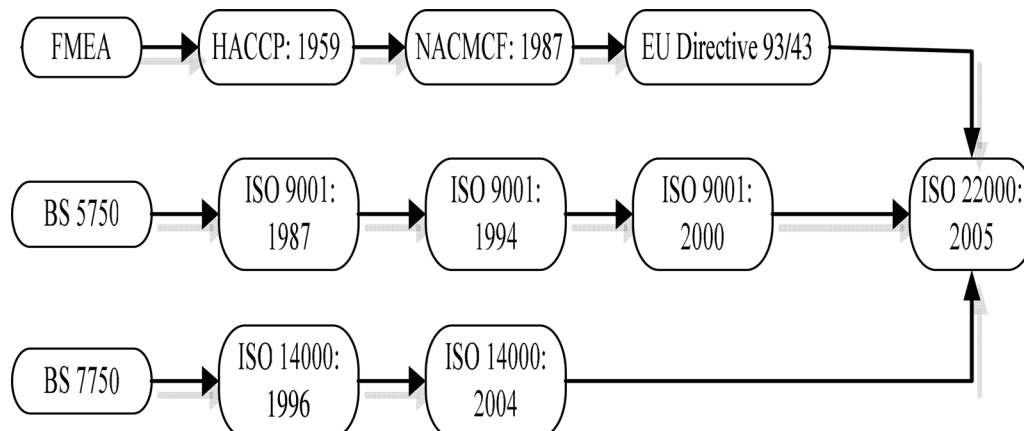 FMEA
HACCP: 1959
NACMCF: 1987
EU Directive 93/43
BS 5750
ISO 9001:
1987
ISO 9001:
1994
ISO 9001:
2000
ISO 22000:
2005
BS 7750
ISO 14000:
1996
ISO 14000:
2004